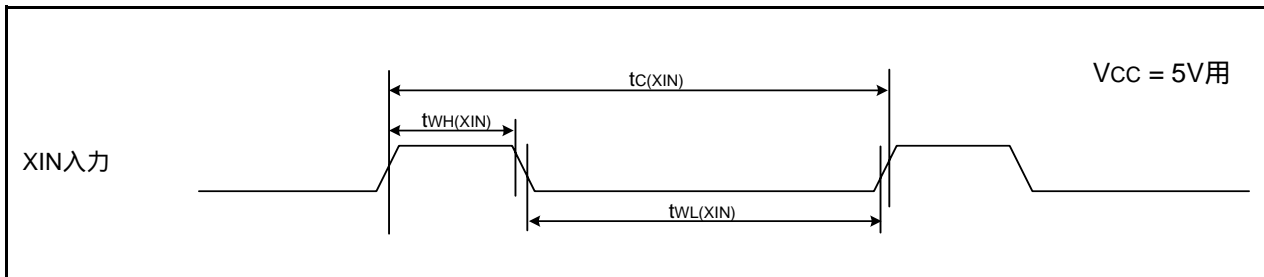 VCC = 5V用
tC(XIN)
tWH(XIN)
XIN入力
tWL(XIN)